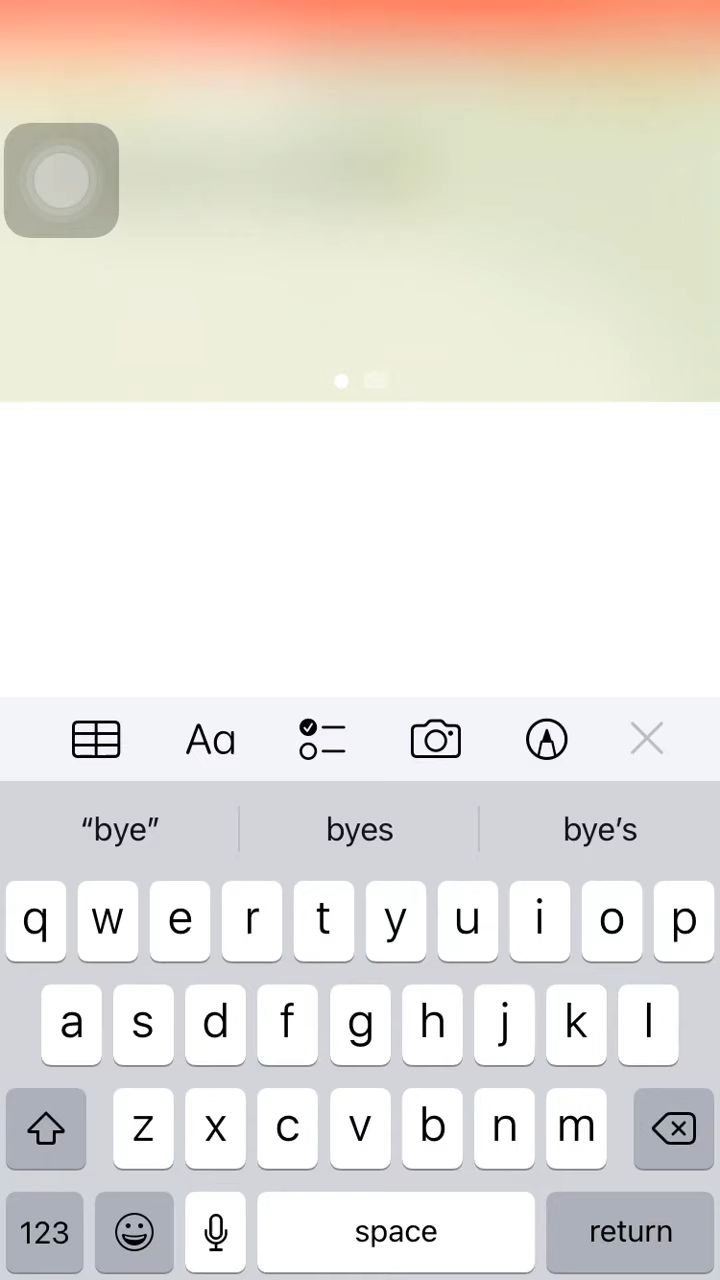 Aa
“bye” byes bye’s
q w e r t y u i o p
a s d f g h j k l
z x c v b n m
123 space return